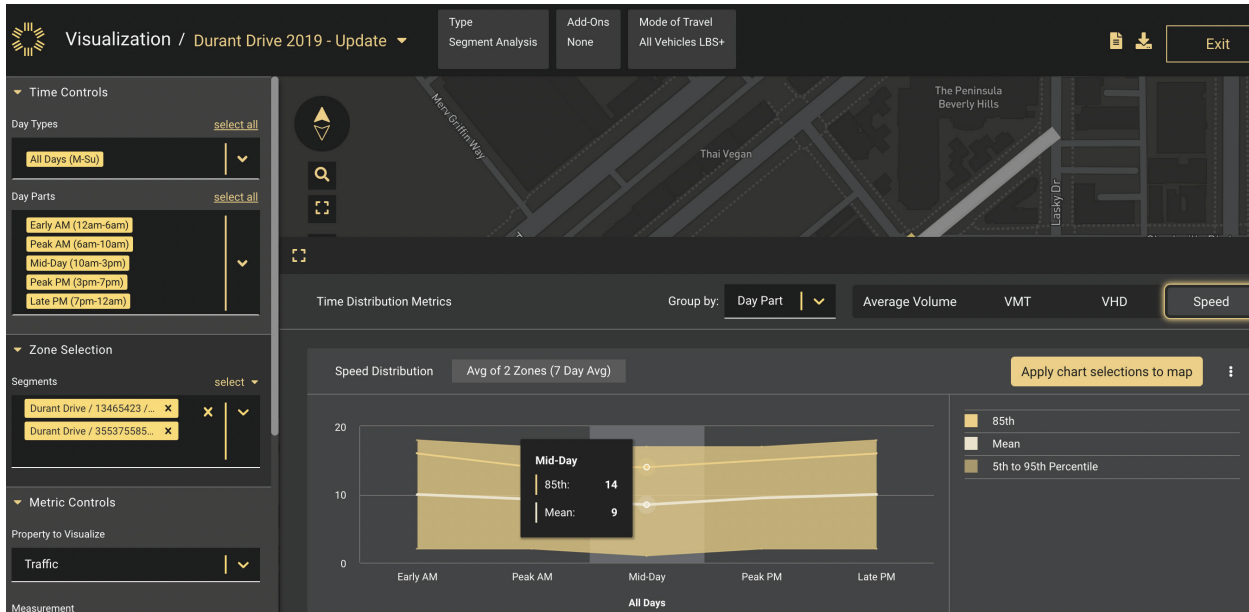 Visualization / Durant Drive 2019 - Update
Type
Segment Analysis
Add-Ons
None
Mode of Travel
All Vehicles LBS+
Exit
Time Controls
Day Types
select all
All Days (M-Su)
Day Parts
select all
Early AM (12am-6am)
Peak AM (6am-10am)
Mid-Day (10am-3pm)
Peak PM (3pm-7pm)
Late PM (7pm-12am)
Zone Selection
Segments
select
Durant Drive / 13465423 /...
Durant Drive / 355375585...
Metric Controls
Property to Visualize
Traffic
Measurement
Merv Griffin Way
Thai Vegan
The Peninsula
Beverly Hills
Lasky Dr
Time Distribution Metrics
Group by:
Day Part
Average Volume
VMT
VHD
Speed
Speed Distribution
Avg of 2 Zones (7 Day Avg)
Apply chart selections to map
20
10
0
Mid-Day
85th: 14
Mean: 9
Early AM
Peak AM
Mid-Day
Peak PM
Late PM
All Days
85th
Mean
5th to 95th Percentile